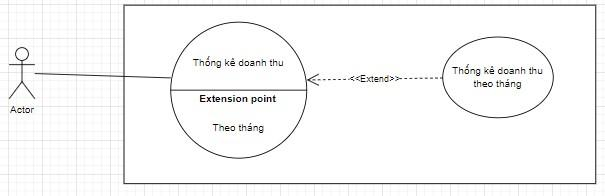 Actor
Thống kê doanh thu
Extension point
Theo tháng
<<Extend>>
Thống kê doanh thu
theo tháng